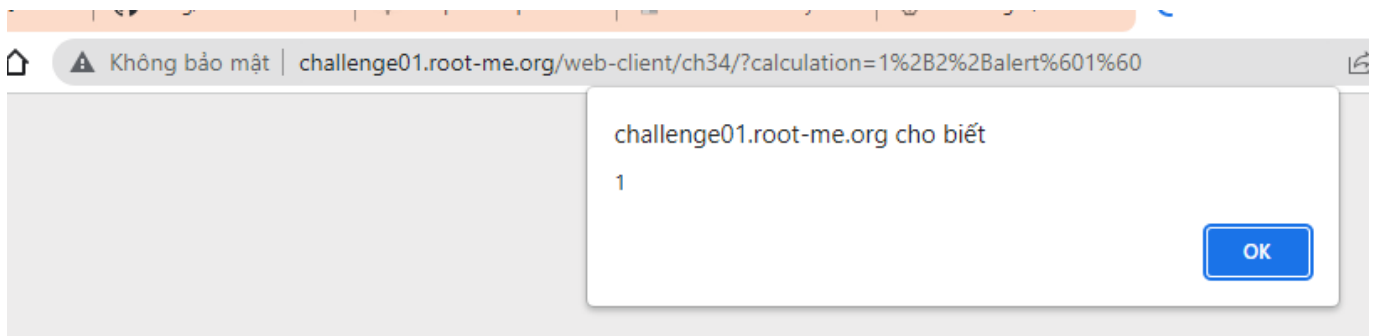 Không bảo mật | challenge01.root-me.org/web-client/ch34/?calculation=1%2B2%2Balert%601%60
challenge01.root-me.org cho biết
1
OK